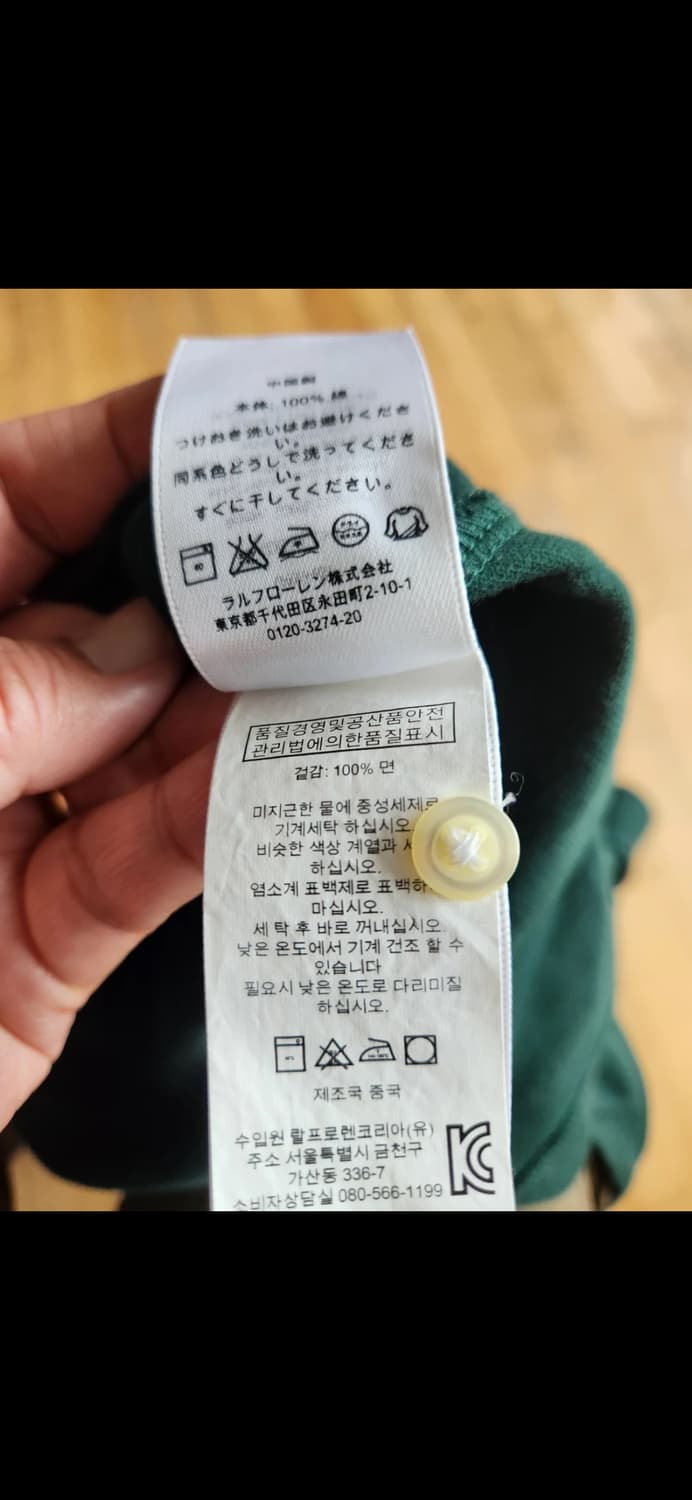 中国製
本体: 100% 綿
つけおき洗いはお避けくださ
い。
同系色どうしで洗ってくださ
い。
すぐに干してください。
40
ドライ
ラルフローレン株式会社
東京都千代田区永田町2-10-1
0120-3274-20
품질경영및공산품안전
관리법에의한품질표시
겉감: 100% 면
미지근한 물에 중성세제로
기계세탁 하십시오.
비슷한 색상 계열과
하십시오.
염소계 표백제로 표백하
마십시오.
세 탁 후 바로 꺼내십시오.
낮은 온도에서 기계 건조 할 수
있습니다
필요시 낮은 온도로 다리미질
하십시오.
제조국 중국
수입원 랄프로렌코리아(유)
주소 서울특별시 금천구
가산동 336-7
소비자상담실 080-566-1199